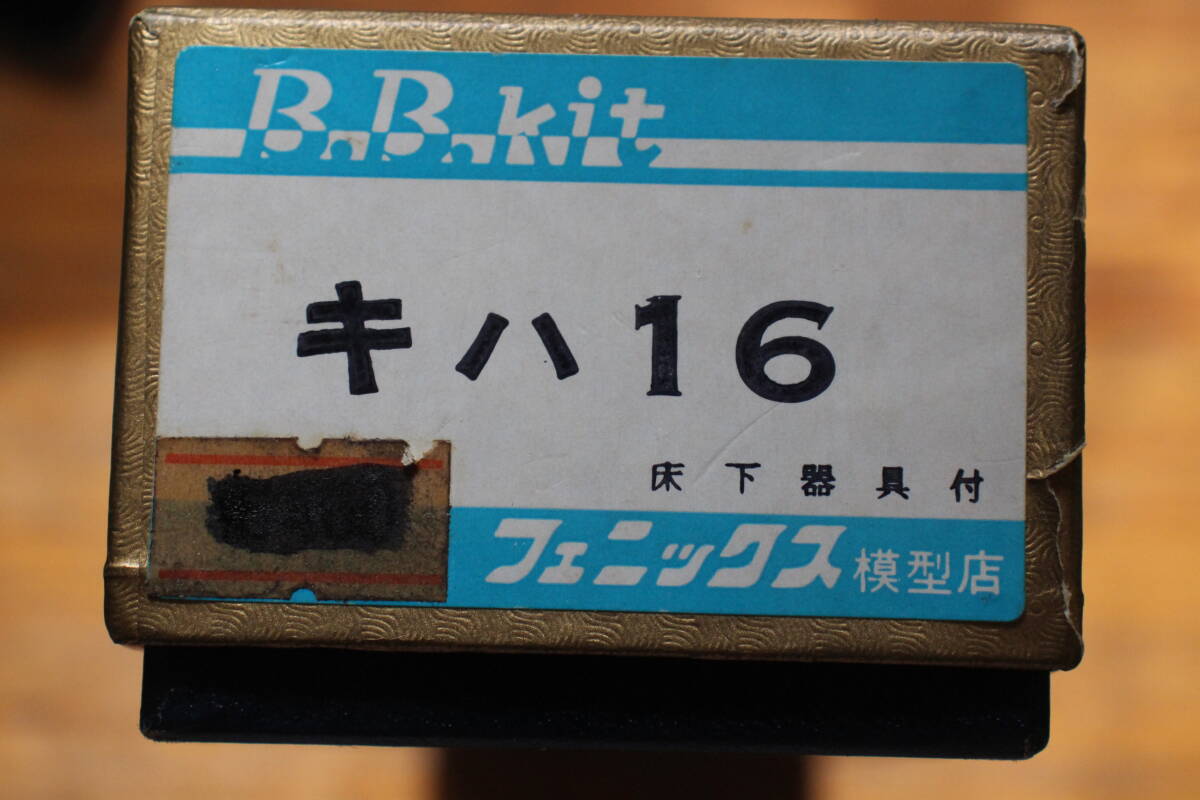 B.B.kit
キハ16
床下器具付
フェニックス模型店